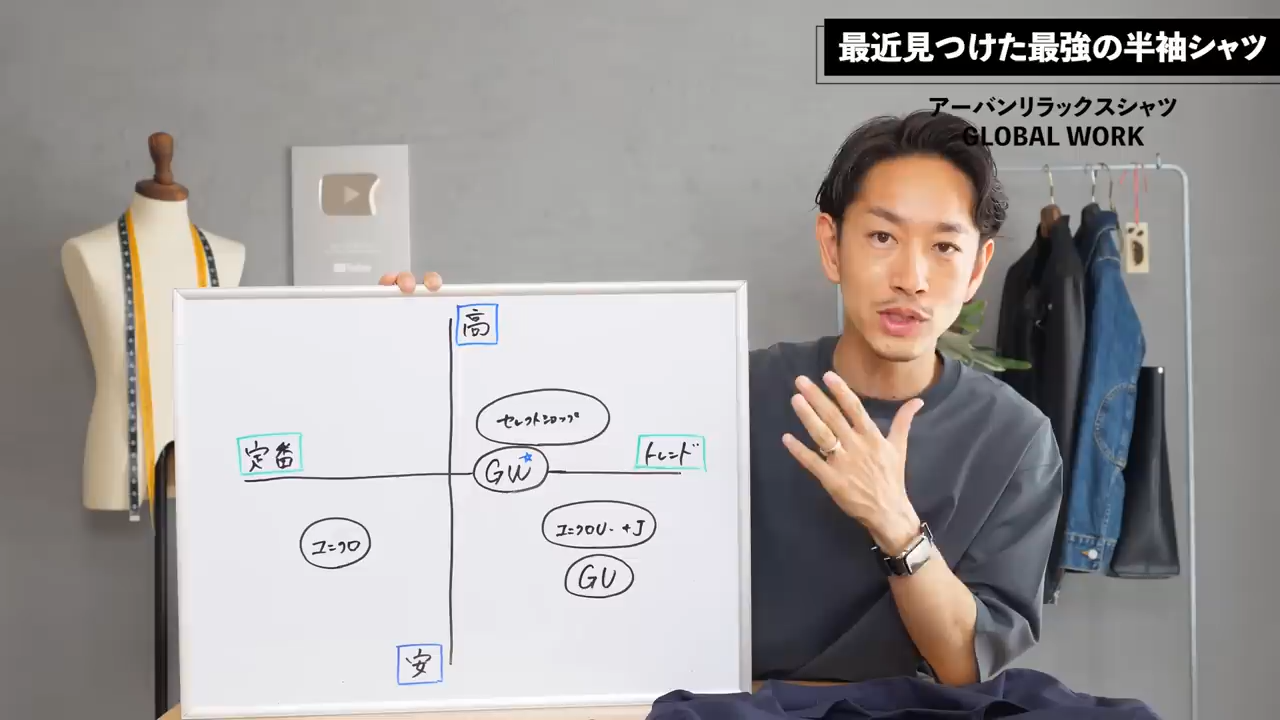 最近見つけた最強の半袖シャツ
アーバンリラックスシャツ
GLOBAL WORK
高
セレクトショップ
定番
GW
トレンド
ユニクロU・+J
ユニクロ
GU
安